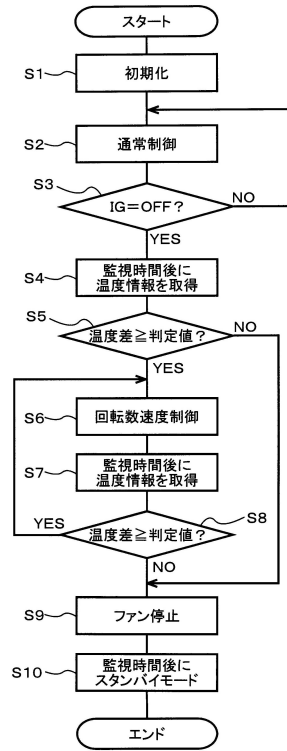 スタート
S1
初期化
S2
通常制御
S3
IG=OFF?
NO
YES
S4
監視時間後に
温度情報を取得
S5
温度差≧判定値?
NO
YES
S6
回転数速度制御
S7
監視時間後に
温度情報を取得
YES
S8
温度差≧判定値?
NO
S9
ファン停止
S10
監視時間後に
スタンバイモード
エンド